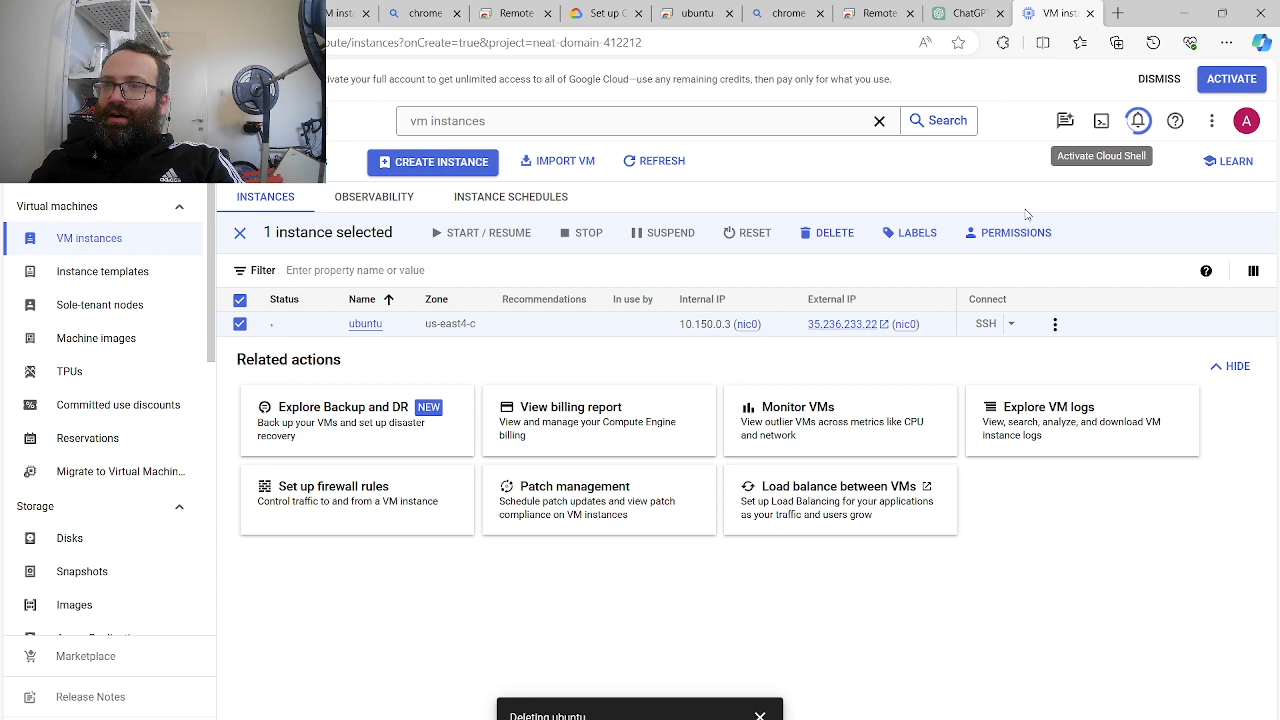 M inst
chrome
Remote
Set up C
ubuntu
chrome
Remote
ChatGP
VM inst
ute/instances?onCreate=true&project=neat-domain-412212
ivate your full account to get unlimited access to all of Google Cloud—use any remaining credits, then pay only for what you use.
DISMISS
ACTIVATE
vm instances
Search
A
CREATE INSTANCE
IMPORT VM
REFRESH
Activate Cloud Shell
LEARN
Virtual machines
VM instances
Instance templates
Sole-tenant nodes
Machine images
TPUs
Committed use discounts
Reservations
Migrate to Virtual Machin...
Storage
Disks
Snapshots
Images
Marketplace
Release Notes
INSTANCES
OBSERVABILITY
INSTANCE SCHEDULES
1 instance selected
START / RESUME
STOP
SUSPEND
RESET
DELETE
LABELS
PERMISSIONS
Filter Enter property name or value
Status Name Zone Recommendations In use by Internal IP External IP Connect
ubuntu us-east4-c 10.150.0.3 (nic0) 35.236.233.22 (nic0) SSH
Related actions
HIDE
Explore Backup and DR NEW
Back up your VMs and set up disaster
recovery
View billing report
View and manage your Compute Engine
billing
Monitor VMs
View outlier VMs across metrics like CPU
and network
Explore VM logs
View, search, analyze, and download VM
instance logs
Set up firewall rules
Control traffic to and from a VM instance
Patch management
Schedule patch updates and view patch
compliance on VM instances
Load balance between VMs
Set up Load Balancing for your applications
as your traffic and users grow
Deleting ubuntu